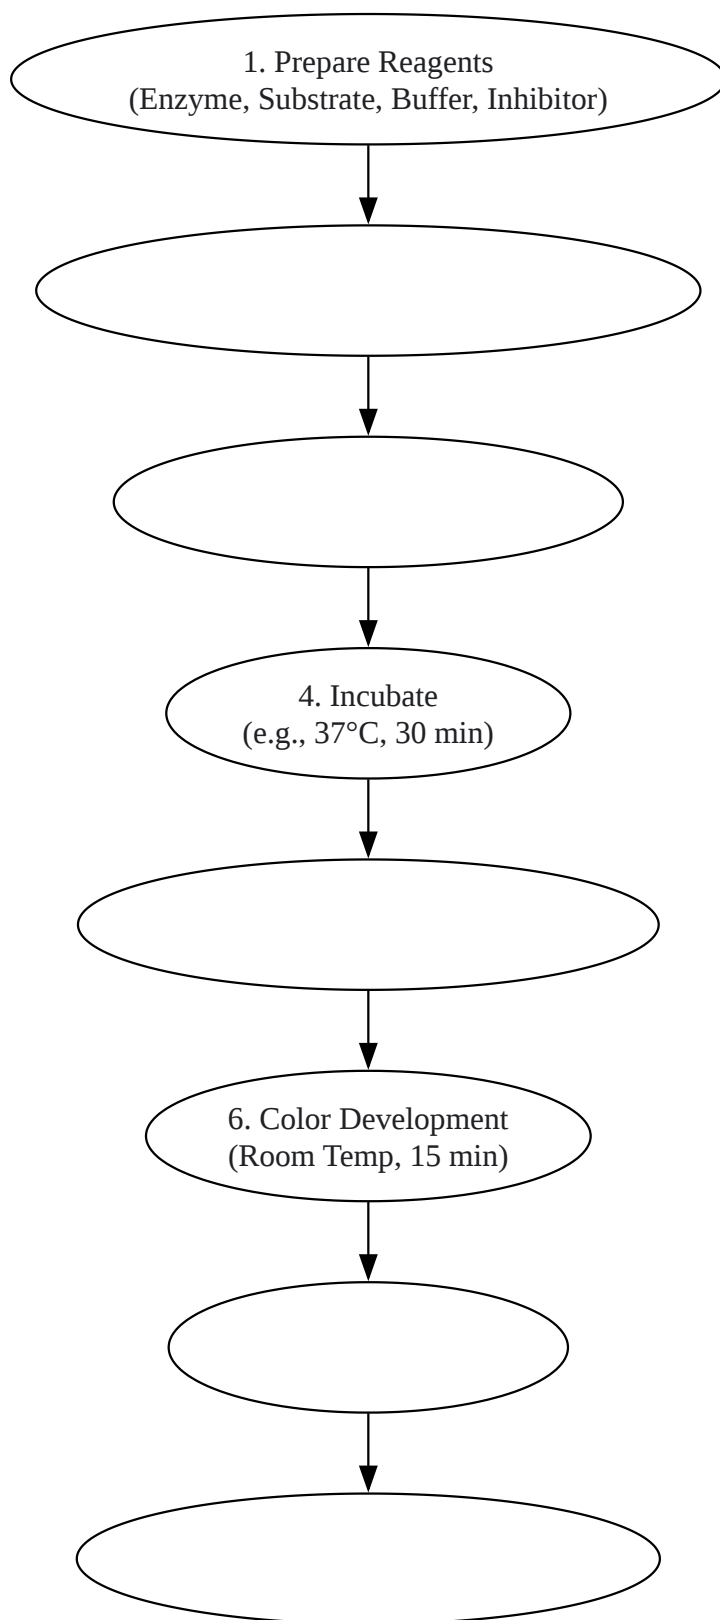 1. Prepare Reagents
(Enzyme, Substrate, Buffer, Inhibitor)
4. Incubate
(e.g., 37°C, 30 min)
6. Color Development
(Room Temp, 15 min)